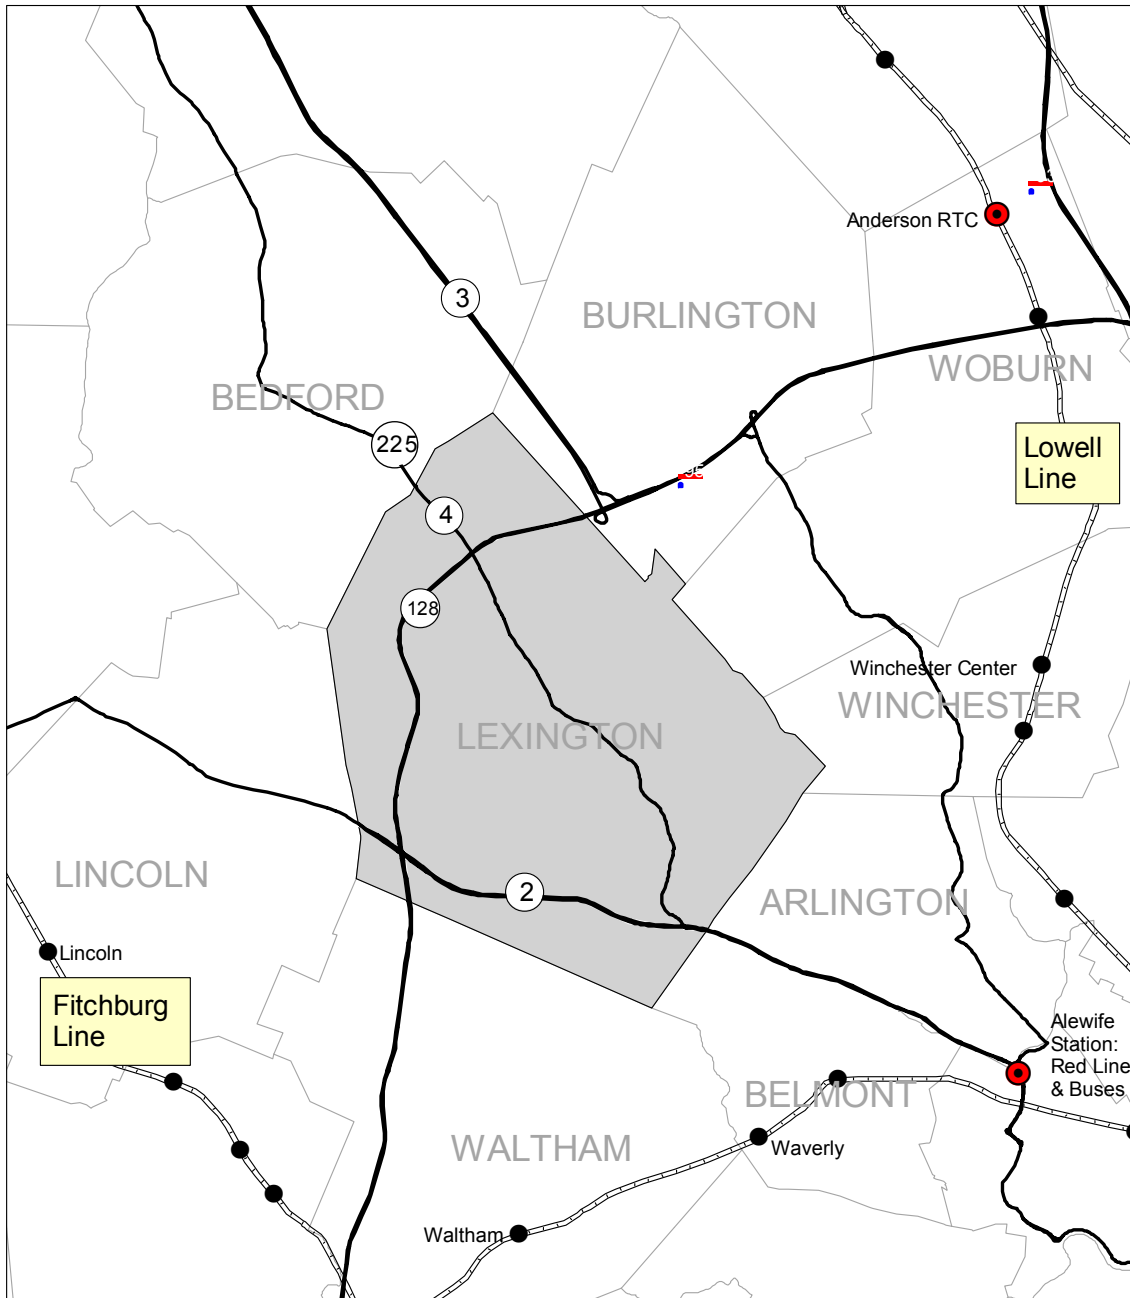 Anderson RTC
3
BURLINGTON
WOBURN
BEDFORD
225
Lowell
Line
4
128
Winchester Center
WINCHESTER
LEXINGTON
LINCOLN
2
ARLINGTON
Lincoln
Fitchburg
Line
Alewife
Station:
Red Line
& Buses
BELMONT
WALTHAM
Waverly
Waltham